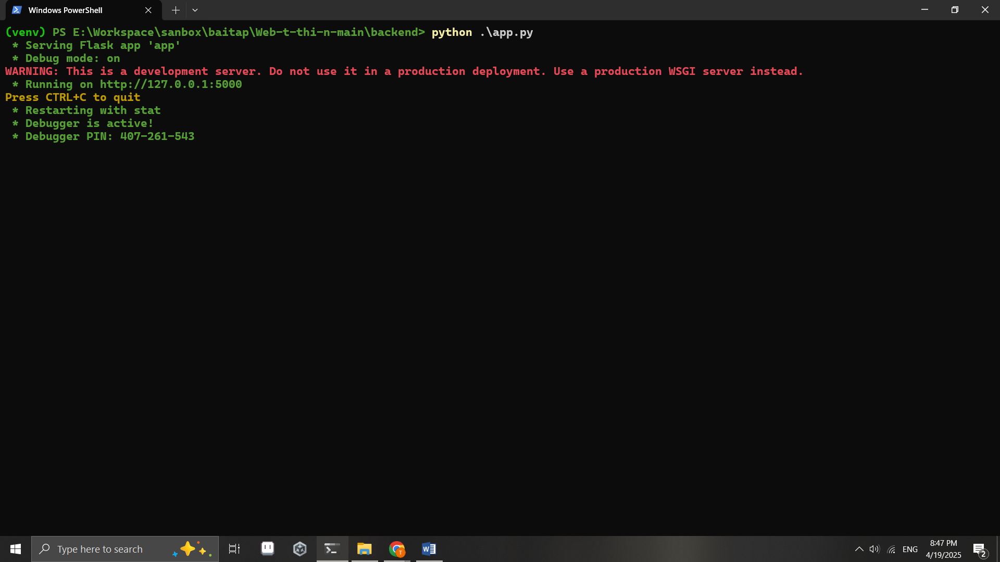 Windows PowerShell
(venv) PS E:\Workspace\sanbox\baitap\Web-t-thi-n-main\backend> python .\app.py
 * Serving Flask app 'app'
 * Debug mode: on
WARNING: This is a development server. Do not use it in a production deployment. Use a production WSGI server instead.
 * Running on http://127.0.0.1:5000
Press CTRL+C to quit
 * Restarting with stat
 * Debugger is active!
 * Debugger PIN: 407-261-543
Type here to search
T
W
ENG
8:47 PM
4/19/2025
2